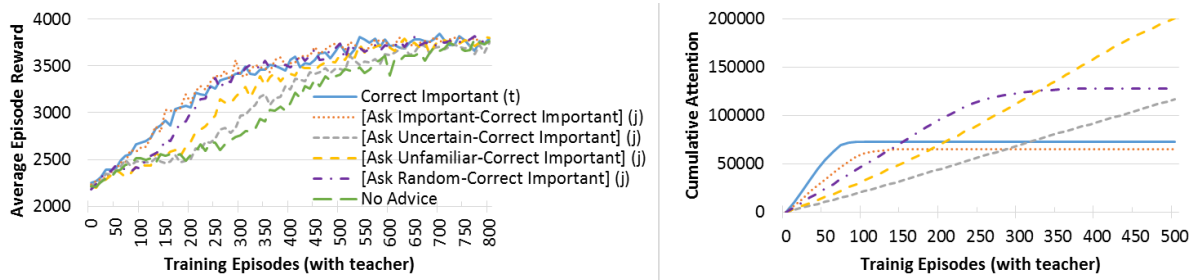 Average Episode Reward
4000
3500
3000
2500
2000
0
50
100
150
200
250
300
350
400
450
500
550
600
650
700
750
800
Training Episodes (with teacher)
Correct Important (t)
[Ask Important-Correct Important] (j)
[Ask Uncertain-Correct Important] (j)
[Ask Unfamiliar-Correct Important] (j)
[Ask Random-Correct Important] (j)
No Advice
Cumulative Attention
200000
150000
100000
50000
0
0 50 100 150 200 250 300 350 400 450 500
Trainig Episodes (with teacher)